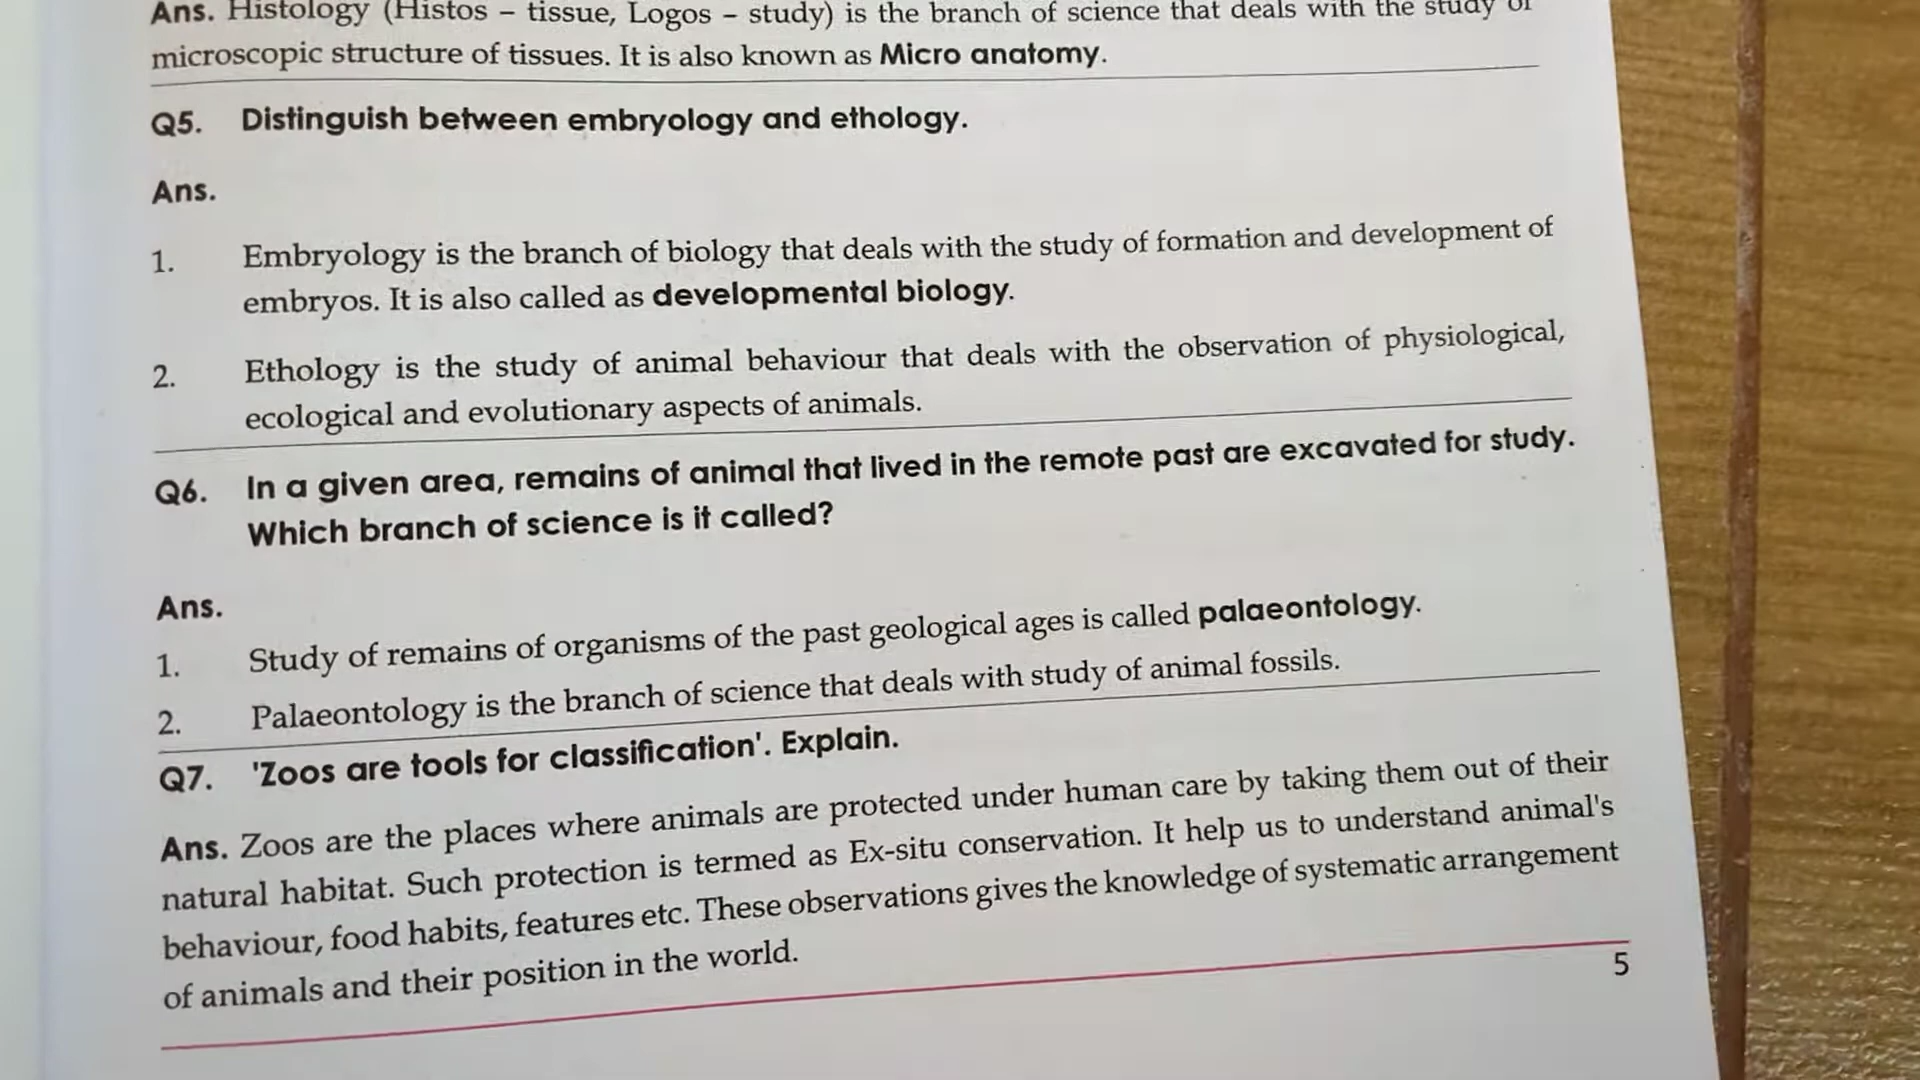 Ans. Histology (Histos – tissue, Logos – study) is the branch of science that deals with the study of
microscopic structure of tissues. It is also known as Micro anatomy.
Q5. Distinguish between embryology and ethology.
Ans.
1. Embryology is the branch of biology that deals with the study of formation and development of
embryos. It is also called as developmental biology.
2. Ethology is the study of animal behaviour that deals with the observation of physiological,
ecological and evolutionary aspects of animals.
Q6. In a given area, remains of animal that lived in the remote past are excavated for study.
Which branch of science is it called?
Ans.
1. Study of remains of organisms of the past geological ages is called palaeontology.
2. Palaeontology is the branch of science that deals with study of animal fossils.
Q7. 'Zoos are tools for classification'. Explain.
Ans. Zoos are the places where animals are protected under human care by taking them out of their
natural habitat. Such protection is termed as Ex-situ conservation. It help us to understand animal's
behaviour, food habits, features etc. These observations gives the knowledge of systematic arrangement
of animals and their position in the world.
5